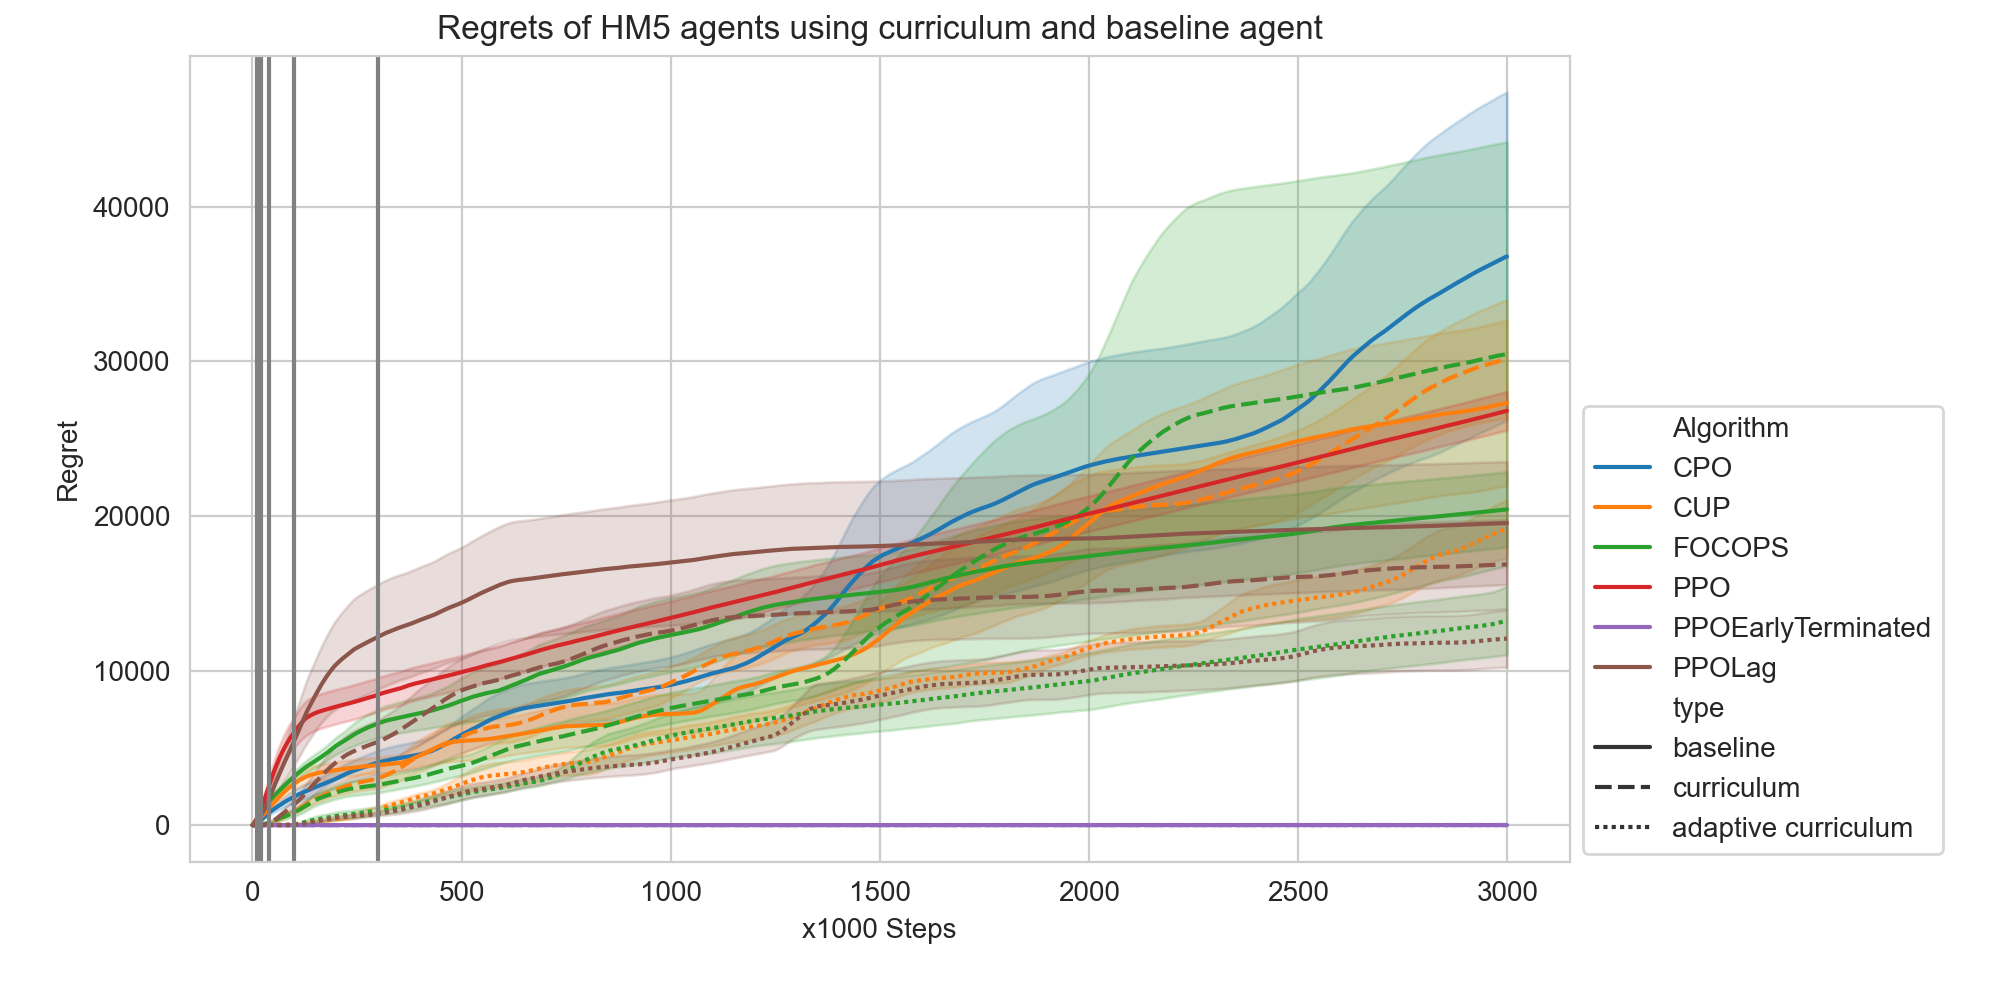 Regrets of HM5 agents using curriculum and baseline agent
Regret
40000
30000
20000
10000
0
0 500 1000 1500 2000 2500 3000
x1000 Steps
Algorithm
CPO
CUP
FOCOPS
PPO
PPOEarlyTerminated
PPOLag
type
baseline
curriculum
adaptive curriculum